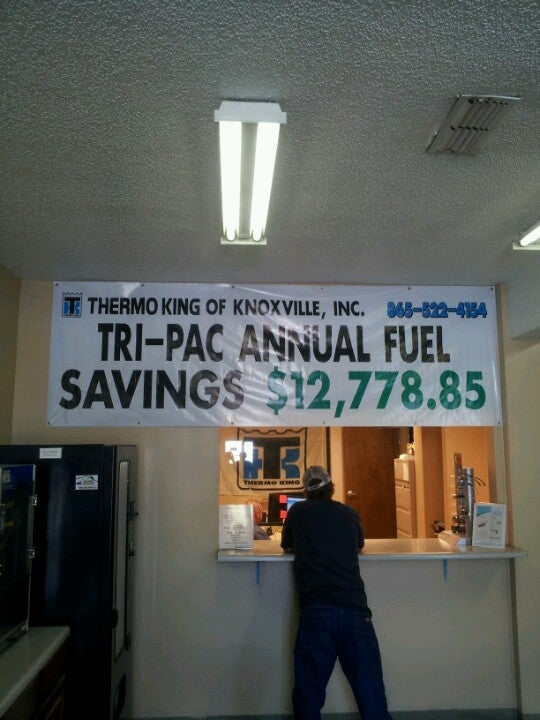 THERMO KING OF KNOXVILLE, INC. 865-522-4154
TRI-PAC ANNUAL FUEL
SAVINGS $12,778.85
TK
THERMO KING